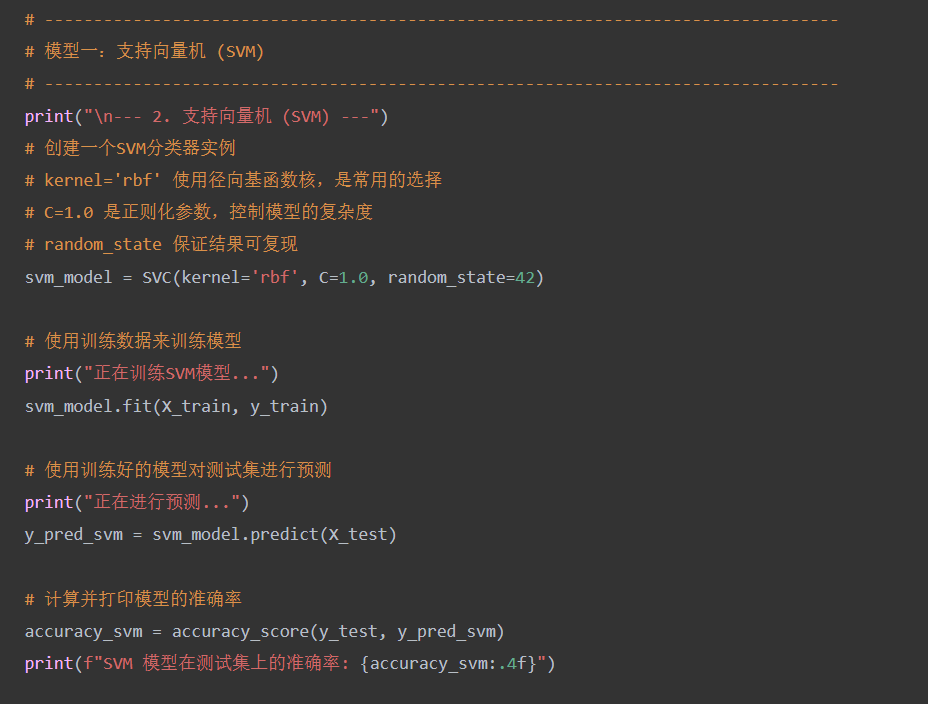 # ---------------------------------------------------------------------------------
# 模型一：支持向量机 (SVM)
# ---------------------------------------------------------------------------------
print("\n--- 2. 支持向量机 (SVM) ---")
# 创建一个SVM分类器实例
# kernel='rbf' 使用径向基函数核，是常用的选择
# C=1.0 是正则化参数，控制模型的复杂度
# random_state 保证结果可复现
svm_model = SVC(kernel='rbf', C=1.0, random_state=42)
# 使用训练数据来训练模型
print("正在训练SVM模型...")
svm_model.fit(X_train, y_train)
# 使用训练好的模型对测试集进行预测
print("正在进行预测...")
y_pred_svm = svm_model.predict(X_test)
# 计算并打印模型的准确率
accuracy_svm = accuracy_score(y_test, y_pred_svm)
print(f"SVM 模型在测试集上的准确率: {accuracy_svm:.4f}")